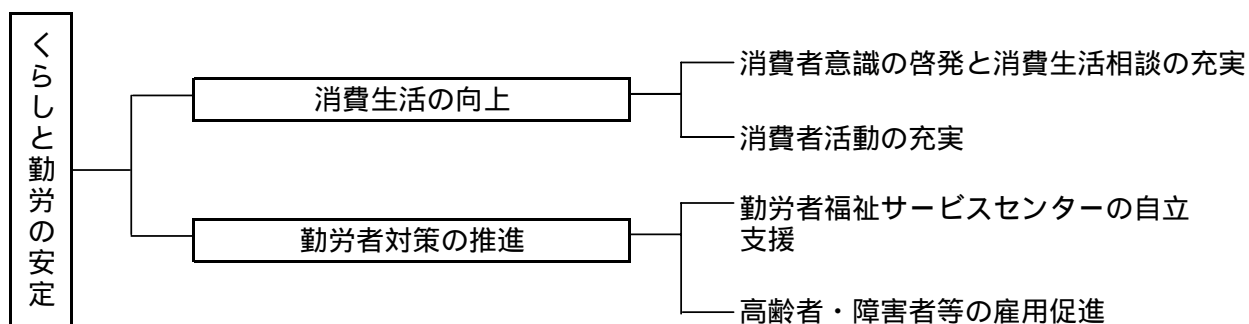 くらしと勤労の安定
消費生活の向上
消費者意識の啓発と消費生活相談の充実
消費者活動の充実
勤労者対策の推進
勤労者福祉サービスセンターの自立
支援
高齢者・障害者等の雇用促進